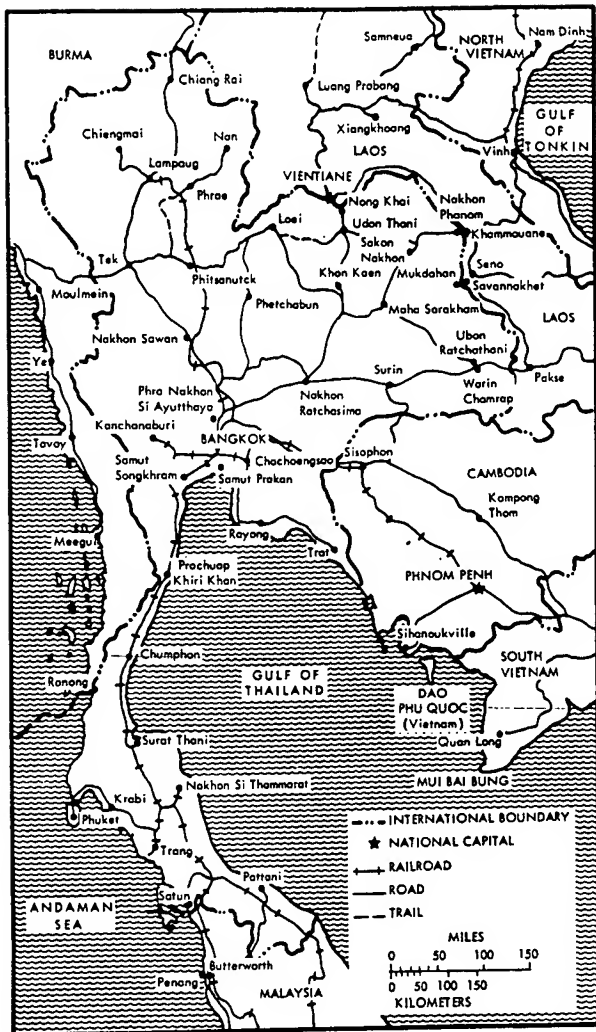 Samneua
NORTH
VIETNAM
Nam Dinh
BURMA
Chiang Rai
Luang Prabang
GULF
OF
TONKIN
Chiengmai
Nan
Xiangkhoang
LAOS
Vinh
Lampaug
VIENTIANE
Phrae
Nong Khai
Nakhon
Phanom
Loei
Udon Thani
Khammouane
Sakon
Nakhon
Tek
Phitsanutck
Khon Kaen
Mukdahan
Seno
Savannakhet
Moulmein
Phetchabun
Maha Sarakham
LAOS
Nakhon Sawan
Ubon
Ratchathani
Ye
Surin
Warin
Chamrap
Pakse
Phra Nakhon
Si Ayutthaya
Nakhon
Ratchasima
Kanchanaburi
BANGKOK
Tavoy
Chachoengsao
Sisophon
Samut
Songkhram
Samut Prakan
CAMBODIA
Kampong
Thom
Meegui
Rayong
Trat
Prachuap
Khiri Khan
PHNOM PENH
Sihanoukville
Chumphon
SOUTH
VIETNAM
Ranong
GULF OF
THAILAND
DAO
PHU QUOC
(Vietnam)
Surat Thani
Quan Long
MUI BAI BUNG
Nakhon Si Thammarat
Krabi
Phuket
INTERNATIONAL BOUNDARY
NATIONAL CAPITAL
RAILROAD
ROAD
TRAIL
Trang
Pattani
Satun
ANDAMAN
SEA
MILES
0 50 100 150
0 50 100 150
KILOMETERS
Butterworth
Penang
MALAYSIA